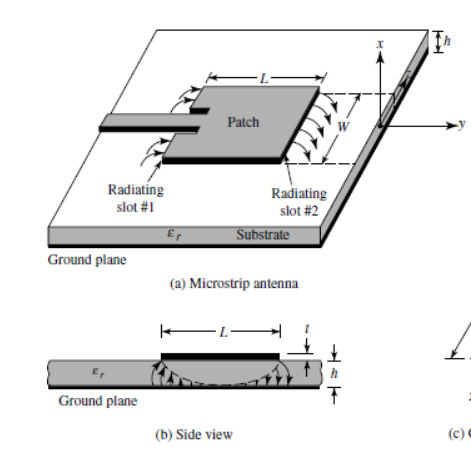 x
h
L
Patch
W
y
Radiating
slot #1
Radiating
slot #2
εr
Substrate
Ground plane
(a) Microstrip antenna
L
t
εr
h
Ground plane
(b) Side view
(c)